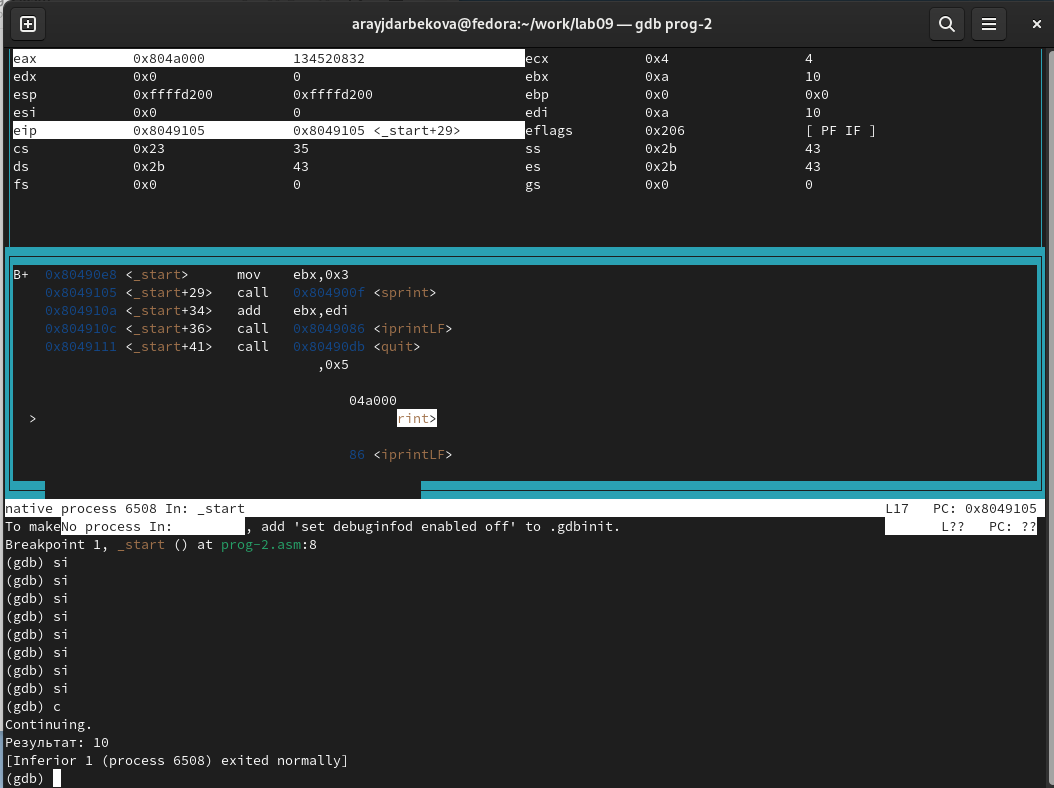 arayjdarbekova@fedora:~/work/lab09 — gdb prog-2
eax 0x804a000 134520832 ecx 0x4 4
edx 0x0 0 ebx 0xa 10
esp 0xffffd200 0xffffd200 ebp 0x0 0x0
esi 0x0 0 edi 0xa 10
eip 0x8049105 0x8049105 <_start+29> eflags 0x206 [ PF IF ]
cs 0x23 35 ss 0x2b 43
ds 0x2b 43 es 0x2b 43
fs 0x0 0 gs 0x0 0
B+ 0x80490e8 <_start> mov ebx,0x3
0x8049105 <_start+29> call 0x804900f <sprint>
0x804910a <_start+34> add ebx,edi
0x804910c <_start+36> call 0x8049086 <iprintLF>
0x8049111 <_start+41> call 0x80490db <quit>
,0x5
04a000
> rint>
86 <iprintLF>
native process 6508 In: _start L17 PC: 0x8049105
To makeNo process In: , add 'set debuginfod enabled off' to .gdbinit. L?? PC: ??
Breakpoint 1, _start () at prog-2.asm:8
(gdb) si
(gdb) si
(gdb) si
(gdb) si
(gdb) si
(gdb) si
(gdb) si
(gdb) si
(gdb) c
Continuing.
Результат: 10
[Inferior 1 (process 6508) exited normally]
(gdb)